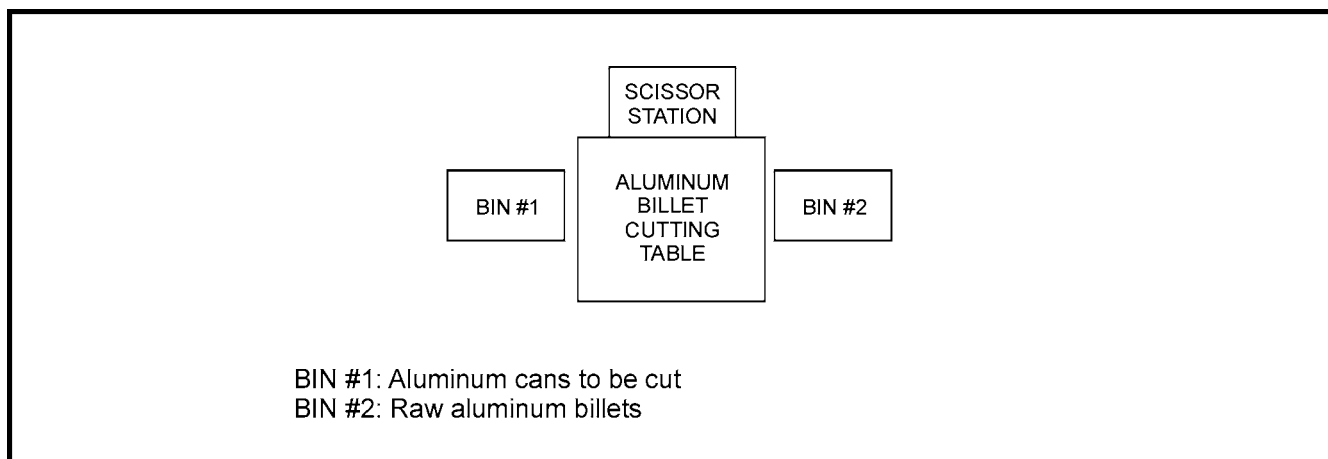 SCISSOR
STATION
BIN #1
ALUMINUM
BILLET
CUTTING
TABLE
BIN #2
BIN #1: Aluminum cans to be cut
BIN #2: Raw aluminum billets